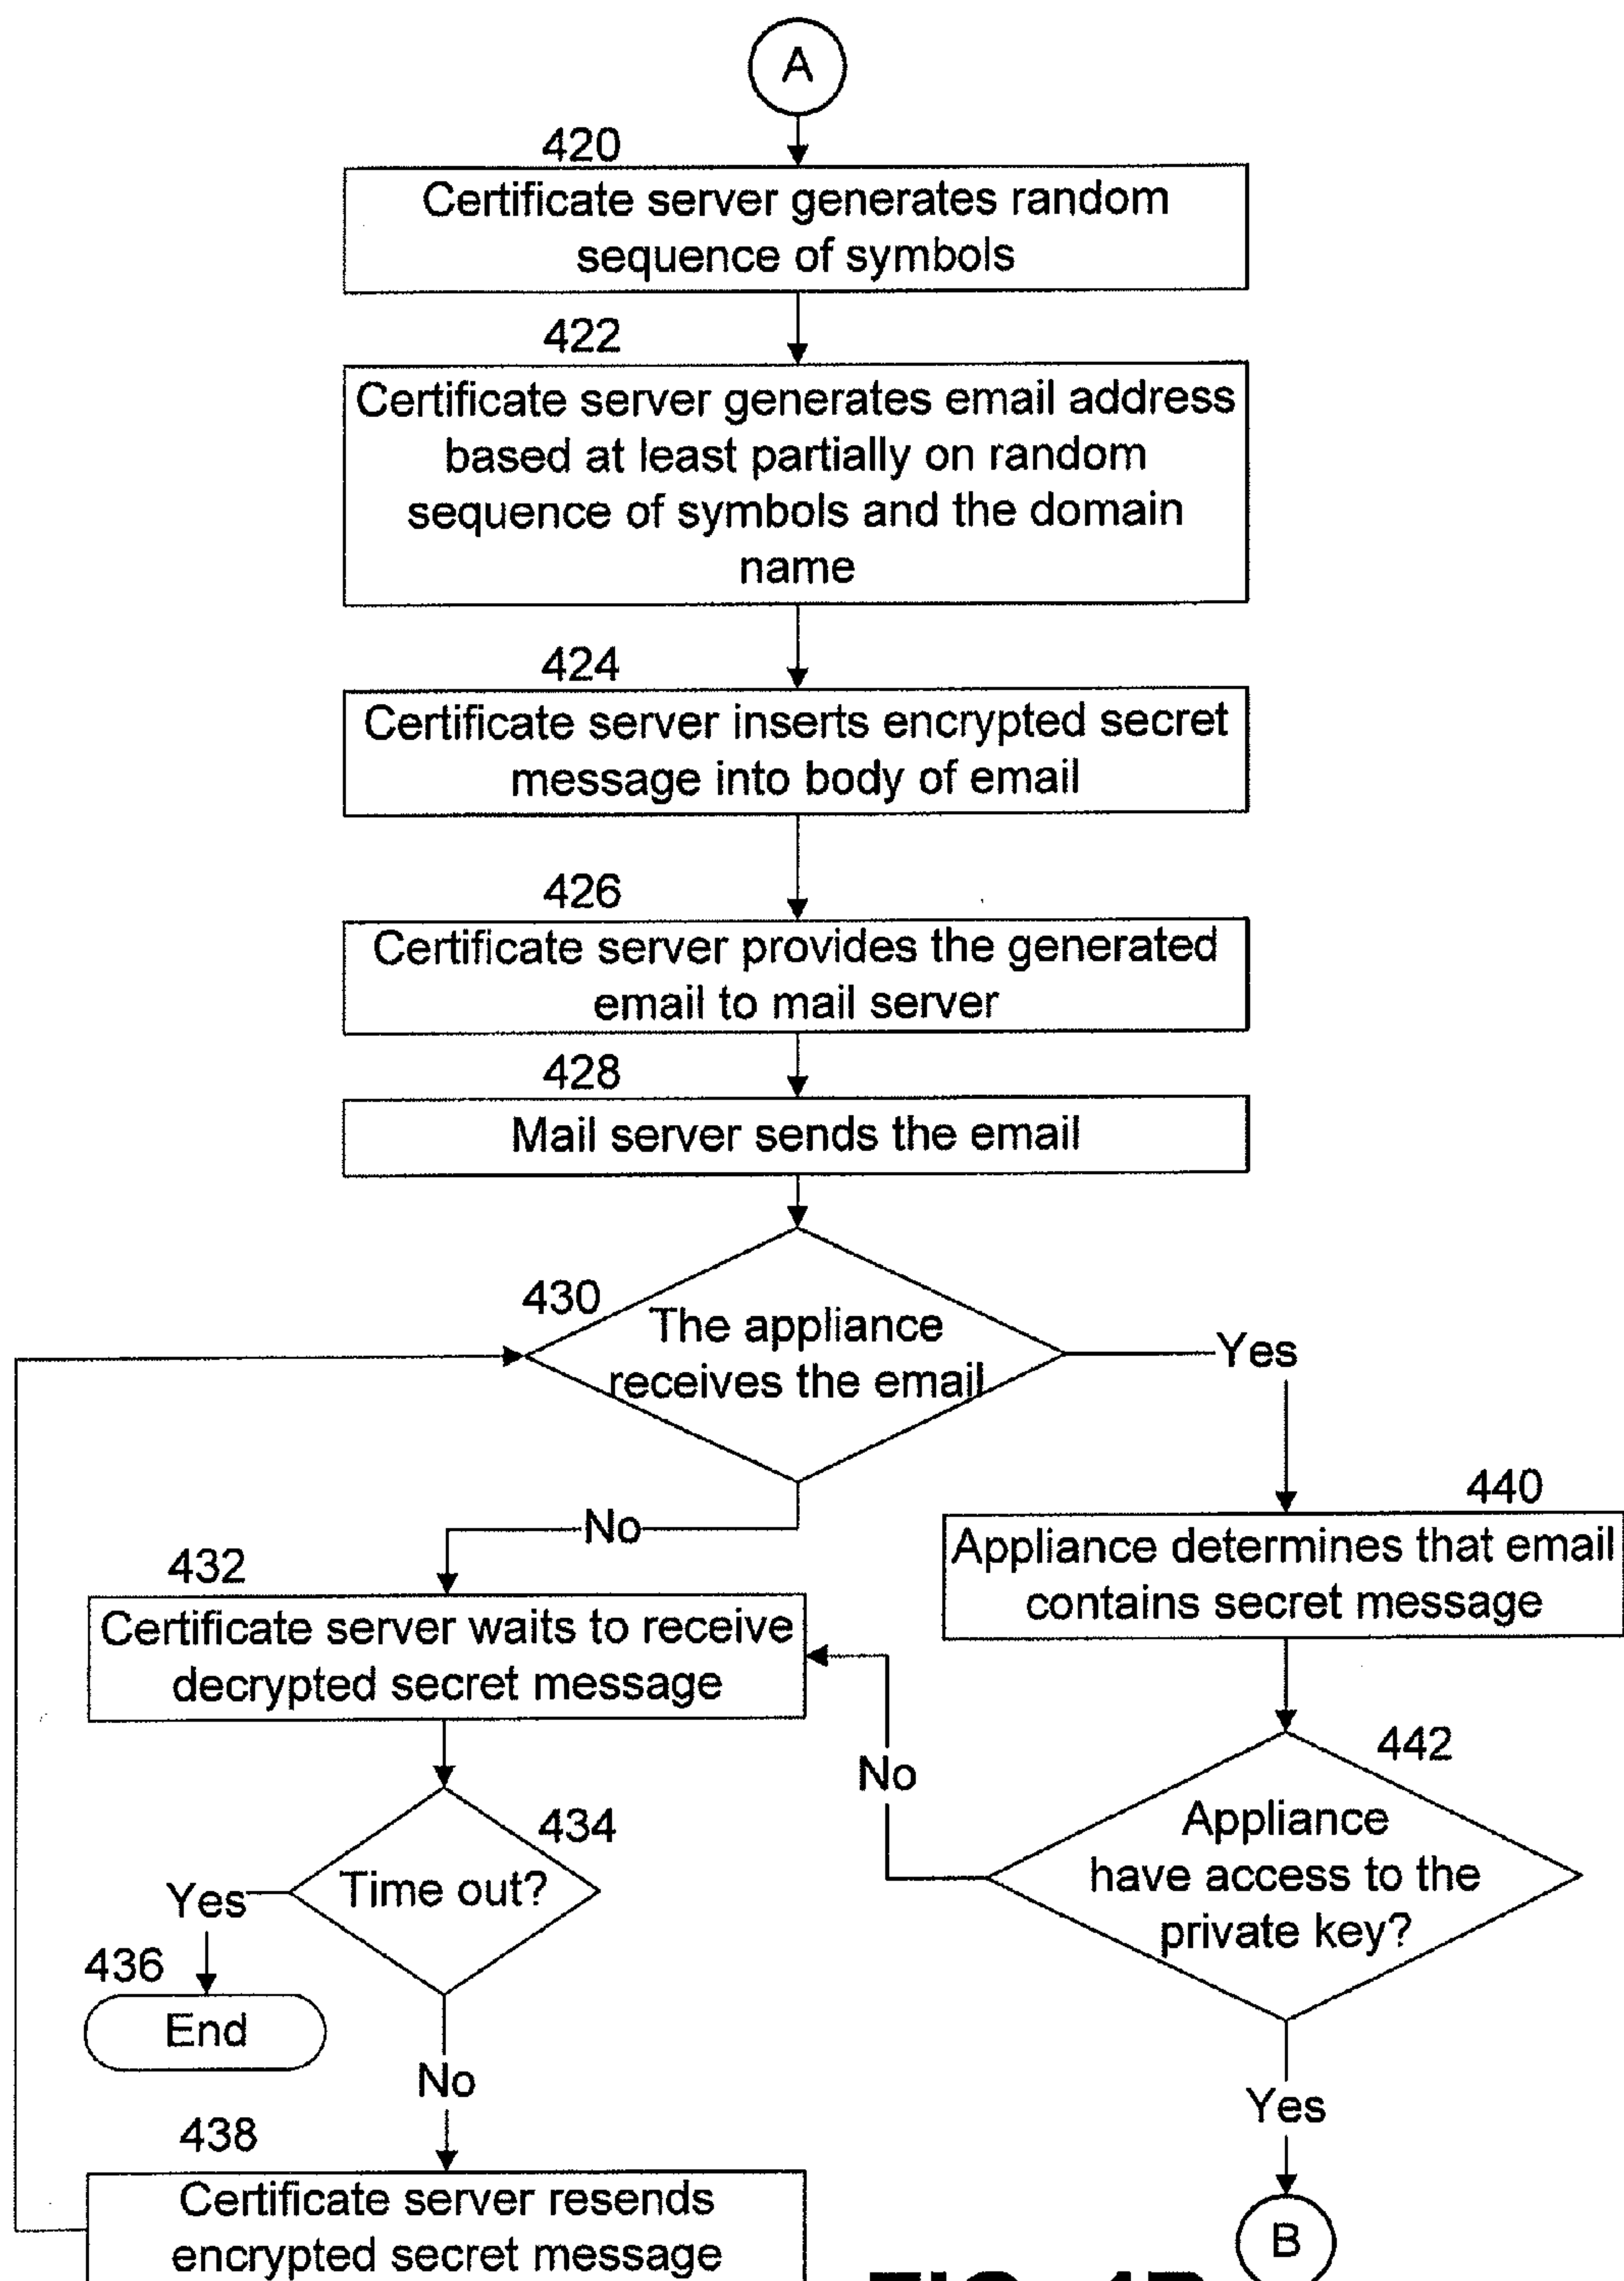 A
420
Certificate server generates random
sequence of symbols
422
Certificate server generates email address
based at least partially on random
sequence of symbols and the domain
name
424
Certificate server inserts encrypted secret
message into body of email
426
Certificate server provides the generated
email to mail server
428
Mail server sends the email
430
The appliance
receives the email
Yes
No
440
Appliance determines that email
contains secret message
432
Certificate server waits to receive
decrypted secret message
442
Appliance
have access to the
private key?
No
434
Time out?
Yes
436
End
No
Yes
438
Certificate server resends
encrypted secret message
B